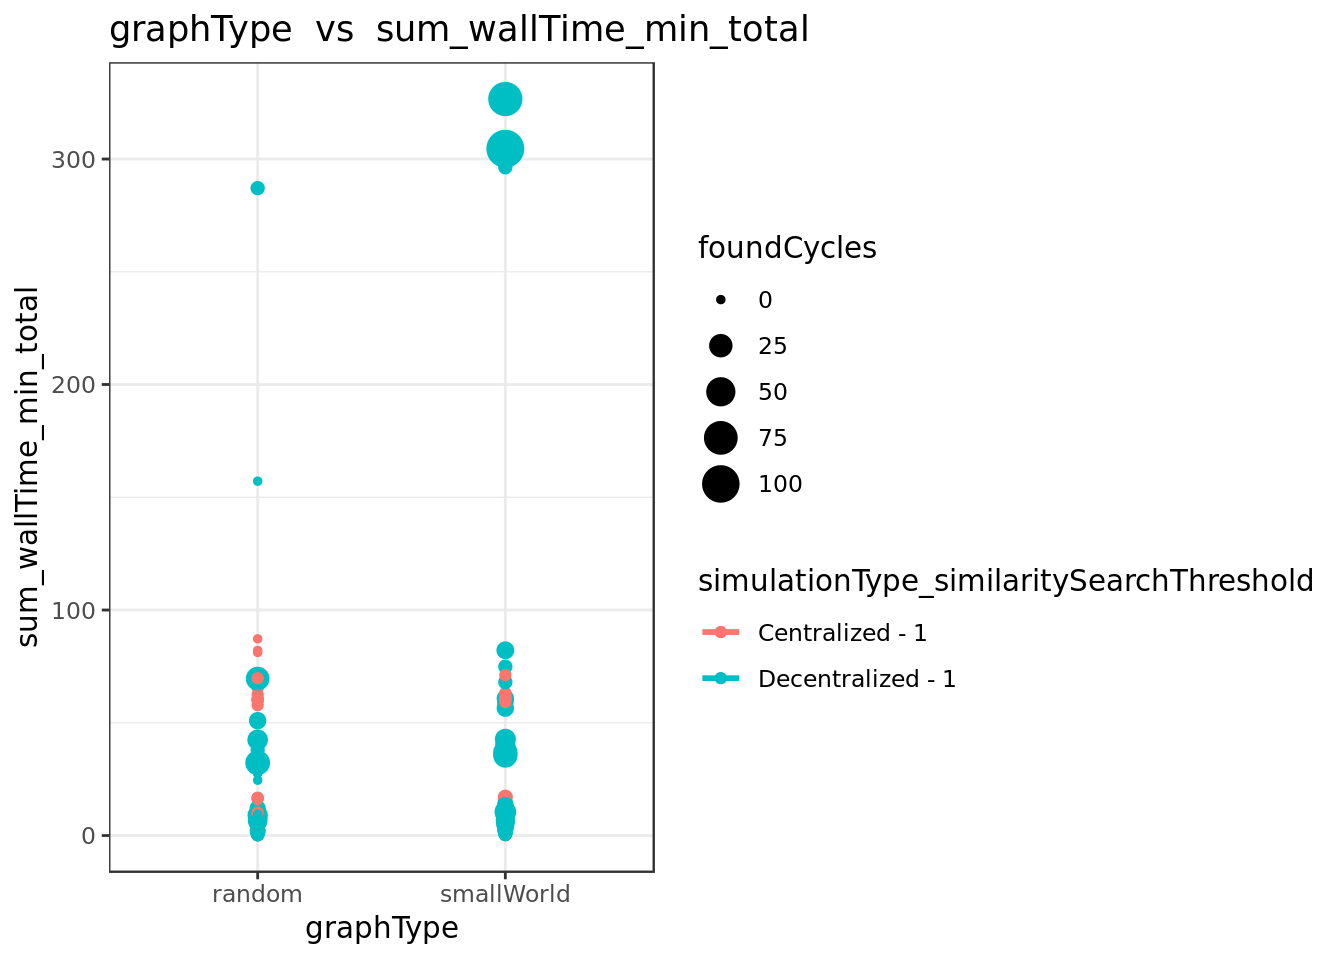 graphType  vs  sum_wallTime_min_total
sum_wallTime_min_total
300
200
100
0
random
smallWorld
graphType
foundCycles
0
25
50
75
100
simulationType_similaritySearchThreshold
Centralized - 1
Decentralized - 1